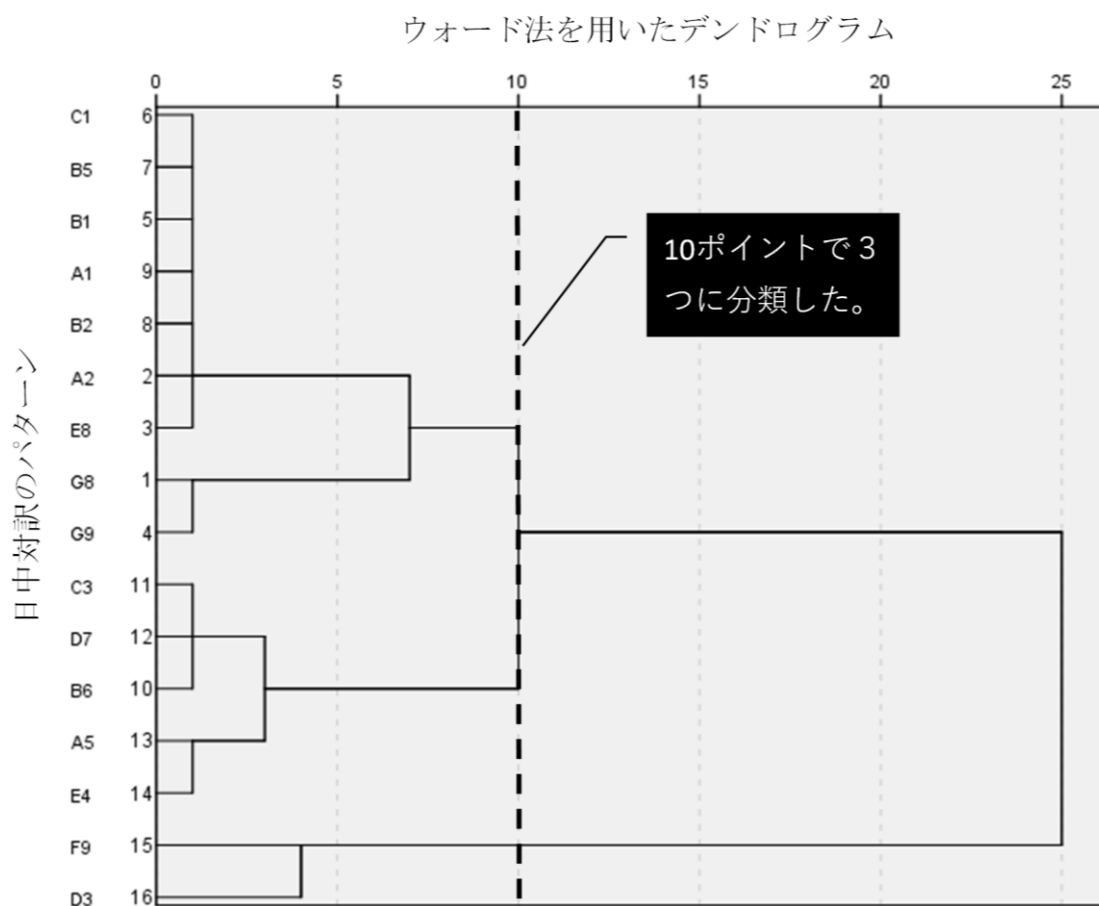 ウォード法を用いたデンドログラム
0 5 10 15 20 25
C1 6
B5 7
B1 5
A1 9
B2 8
A2 2
E8 3
G8 1
G9 4
C3 11
D7 12
B6 10
A5 13
E4 14
F9 15
D3 16
10ポイントで３
つに分類した。
日中対訳のパターン